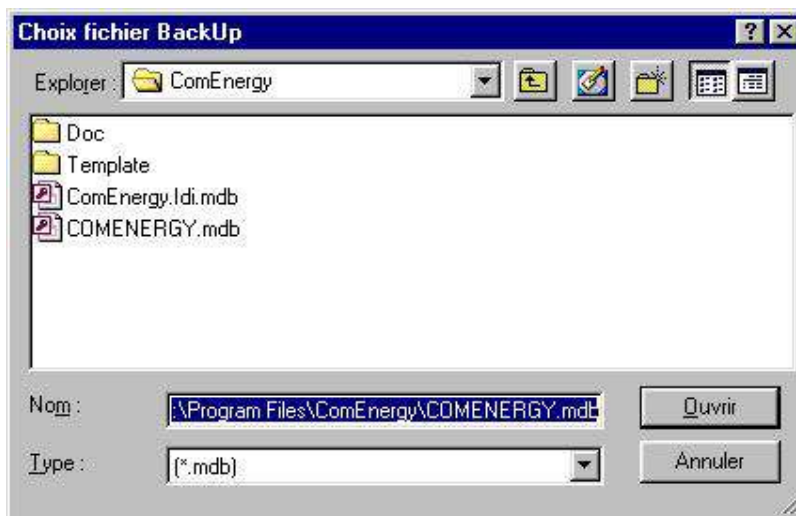 Choix fichier BackUp
Explorer : ComEnergy
Doc
Template
ComEnergy.ldi.mdb
COMENERGY.mdb
Nom : :\Program Files\ComEnergy\COMENERGY.mdb Ouvrir
Type : (*.mdb) Annuler